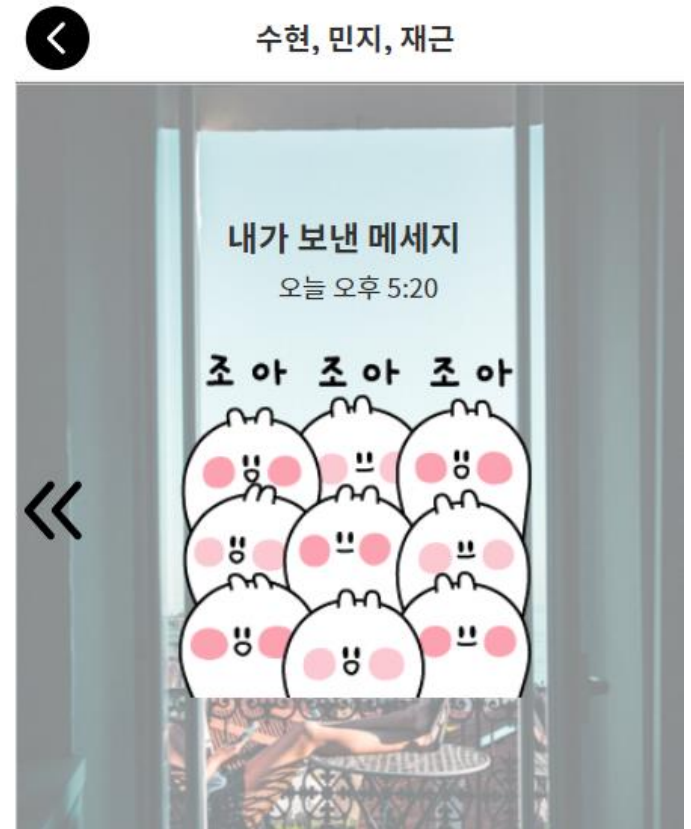 수현, 민지, 재근
내가 보낸 메세지
오늘 오후 5:20
조아 조아 조아